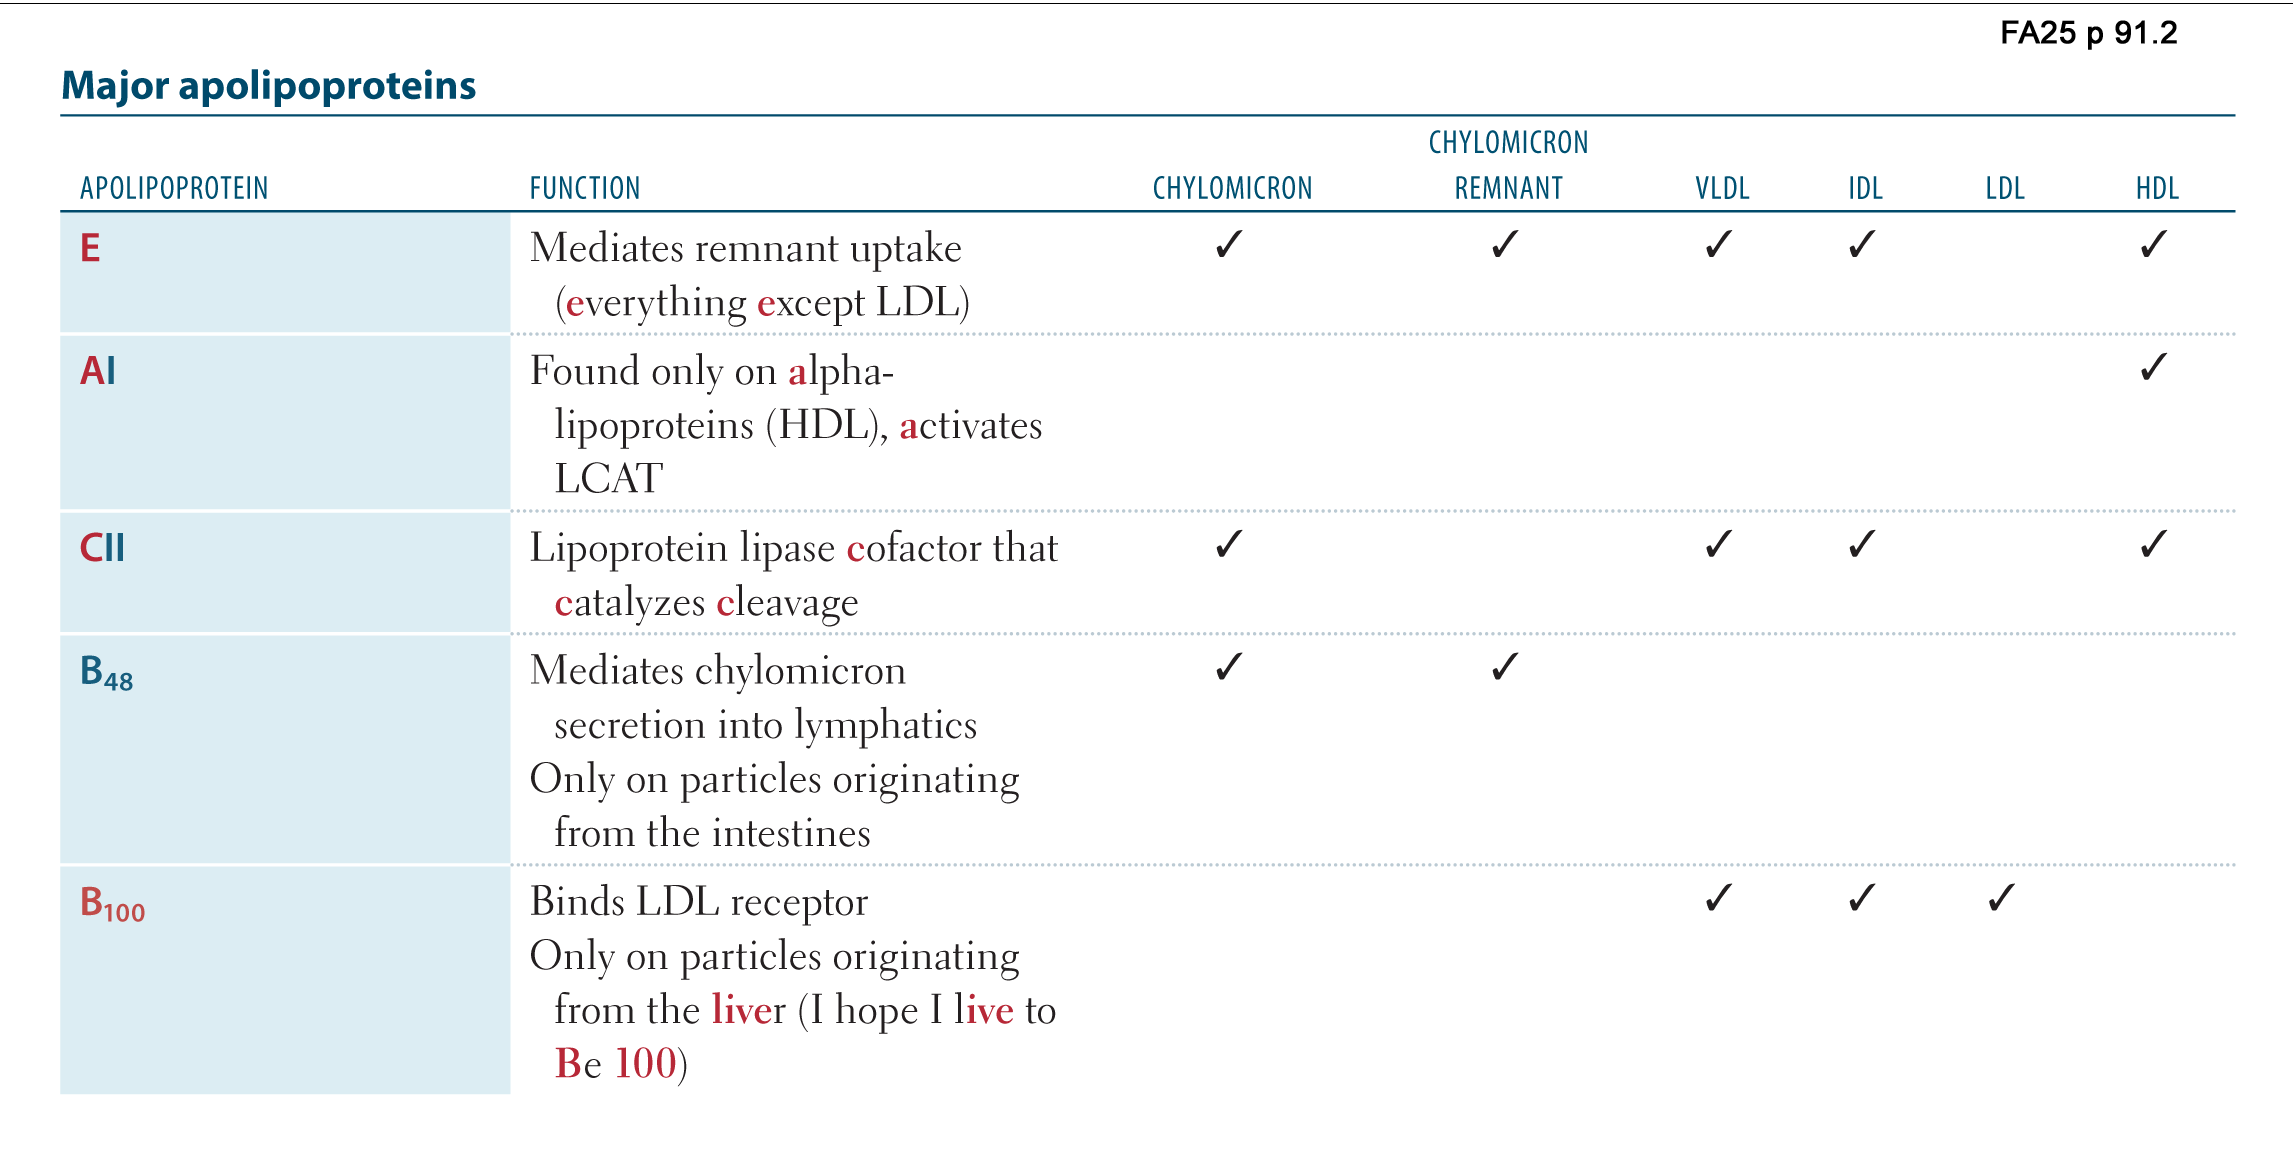 FA25 p 91.2
Major apolipoproteins
CHYLOMICRON
APOLIPOPROTEIN FUNCTION CHYLOMICRON REMNANT VLDL IDL LDL HDL
E Mediates remnant uptake ✓ ✓ ✓ ✓ ✓
(everything except LDL)
AI Found only on alpha- ✓
lipoproteins (HDL), activates
LCAT
CII Lipoprotein lipase cofactor that ✓ ✓ ✓ ✓
catalyzes cleavage
B48 Mediates chylomicron ✓ ✓
secretion into lymphatics
Only on particles originating
from the intestines
B100 Binds LDL receptor ✓ ✓ ✓
Only on particles originating
from the liver (I hope I live to
Be 100)